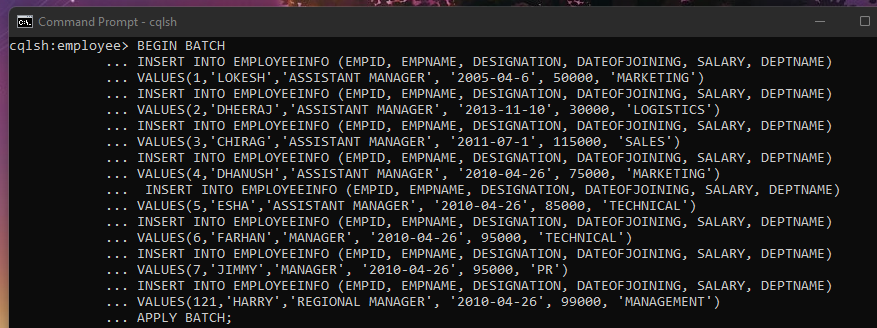 Command Prompt - cqlsh
cqlsh:employee> BEGIN BATCH
... INSERT INTO EMPLOYEEINFO (EMPID, EMPNAME, DESIGNATION, DATEOFJOINING, SALARY, DEPTNAME)
... VALUES(1,'LOKESH','ASSISTANT MANAGER', '2005-04-6', 50000, 'MARKETING')
... INSERT INTO EMPLOYEEINFO (EMPID, EMPNAME, DESIGNATION, DATEOFJOINING, SALARY, DEPTNAME)
... VALUES(2,'DHEERAJ','ASSISTANT MANAGER', '2013-11-10', 30000, 'LOGISTICS')
... INSERT INTO EMPLOYEEINFO (EMPID, EMPNAME, DESIGNATION, DATEOFJOINING, SALARY, DEPTNAME)
... VALUES(3,'CHIRAG','ASSISTANT MANAGER', '2011-07-1', 115000, 'SALES')
... INSERT INTO EMPLOYEEINFO (EMPID, EMPNAME, DESIGNATION, DATEOFJOINING, SALARY, DEPTNAME)
... VALUES(4,'DHANUSH','ASSISTANT MANAGER', '2010-04-26', 75000, 'MARKETING')
...  INSERT INTO EMPLOYEEINFO (EMPID, EMPNAME, DESIGNATION, DATEOFJOINING, SALARY, DEPTNAME)
... VALUES(5,'ESHA','ASSISTANT MANAGER', '2010-04-26', 85000, 'TECHNICAL')
... INSERT INTO EMPLOYEEINFO (EMPID, EMPNAME, DESIGNATION, DATEOFJOINING, SALARY, DEPTNAME)
... VALUES(6,'FARHAN','MANAGER', '2010-04-26', 95000, 'TECHNICAL')
... INSERT INTO EMPLOYEEINFO (EMPID, EMPNAME, DESIGNATION, DATEOFJOINING, SALARY, DEPTNAME)
... VALUES(7,'JIMMY','MANAGER', '2010-04-26', 95000, 'PR')
... INSERT INTO EMPLOYEEINFO (EMPID, EMPNAME, DESIGNATION, DATEOFJOINING, SALARY, DEPTNAME)
... VALUES(121,'HARRY','REGIONAL MANAGER', '2010-04-26', 99000, 'MANAGEMENT')
... APPLY BATCH;